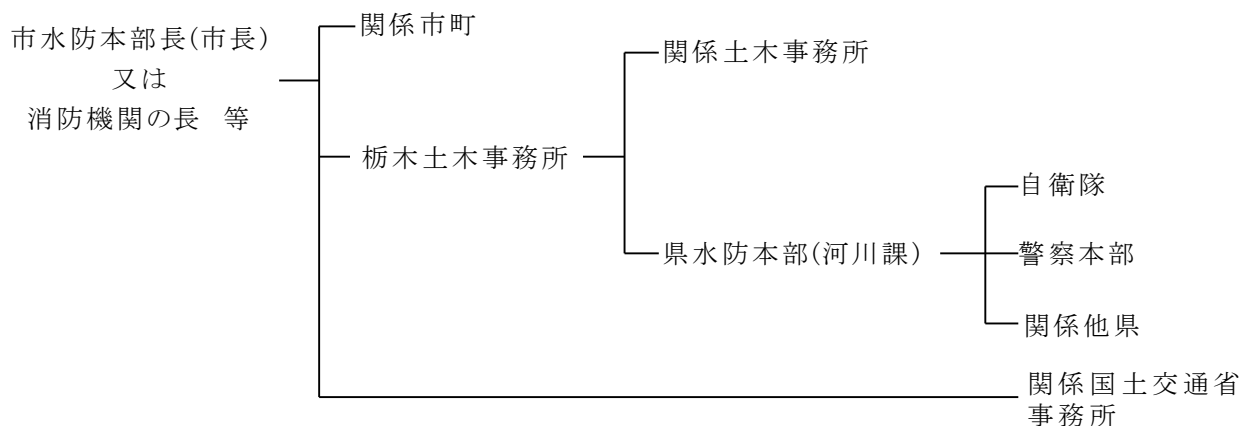 市水防本部長(市長)
又は
消防機関の長 等
関係市町
栃木土木事務所
関係土木事務所
県水防本部(河川課)
自衛隊
警察本部
関係他県
関係国土交通省
事務所